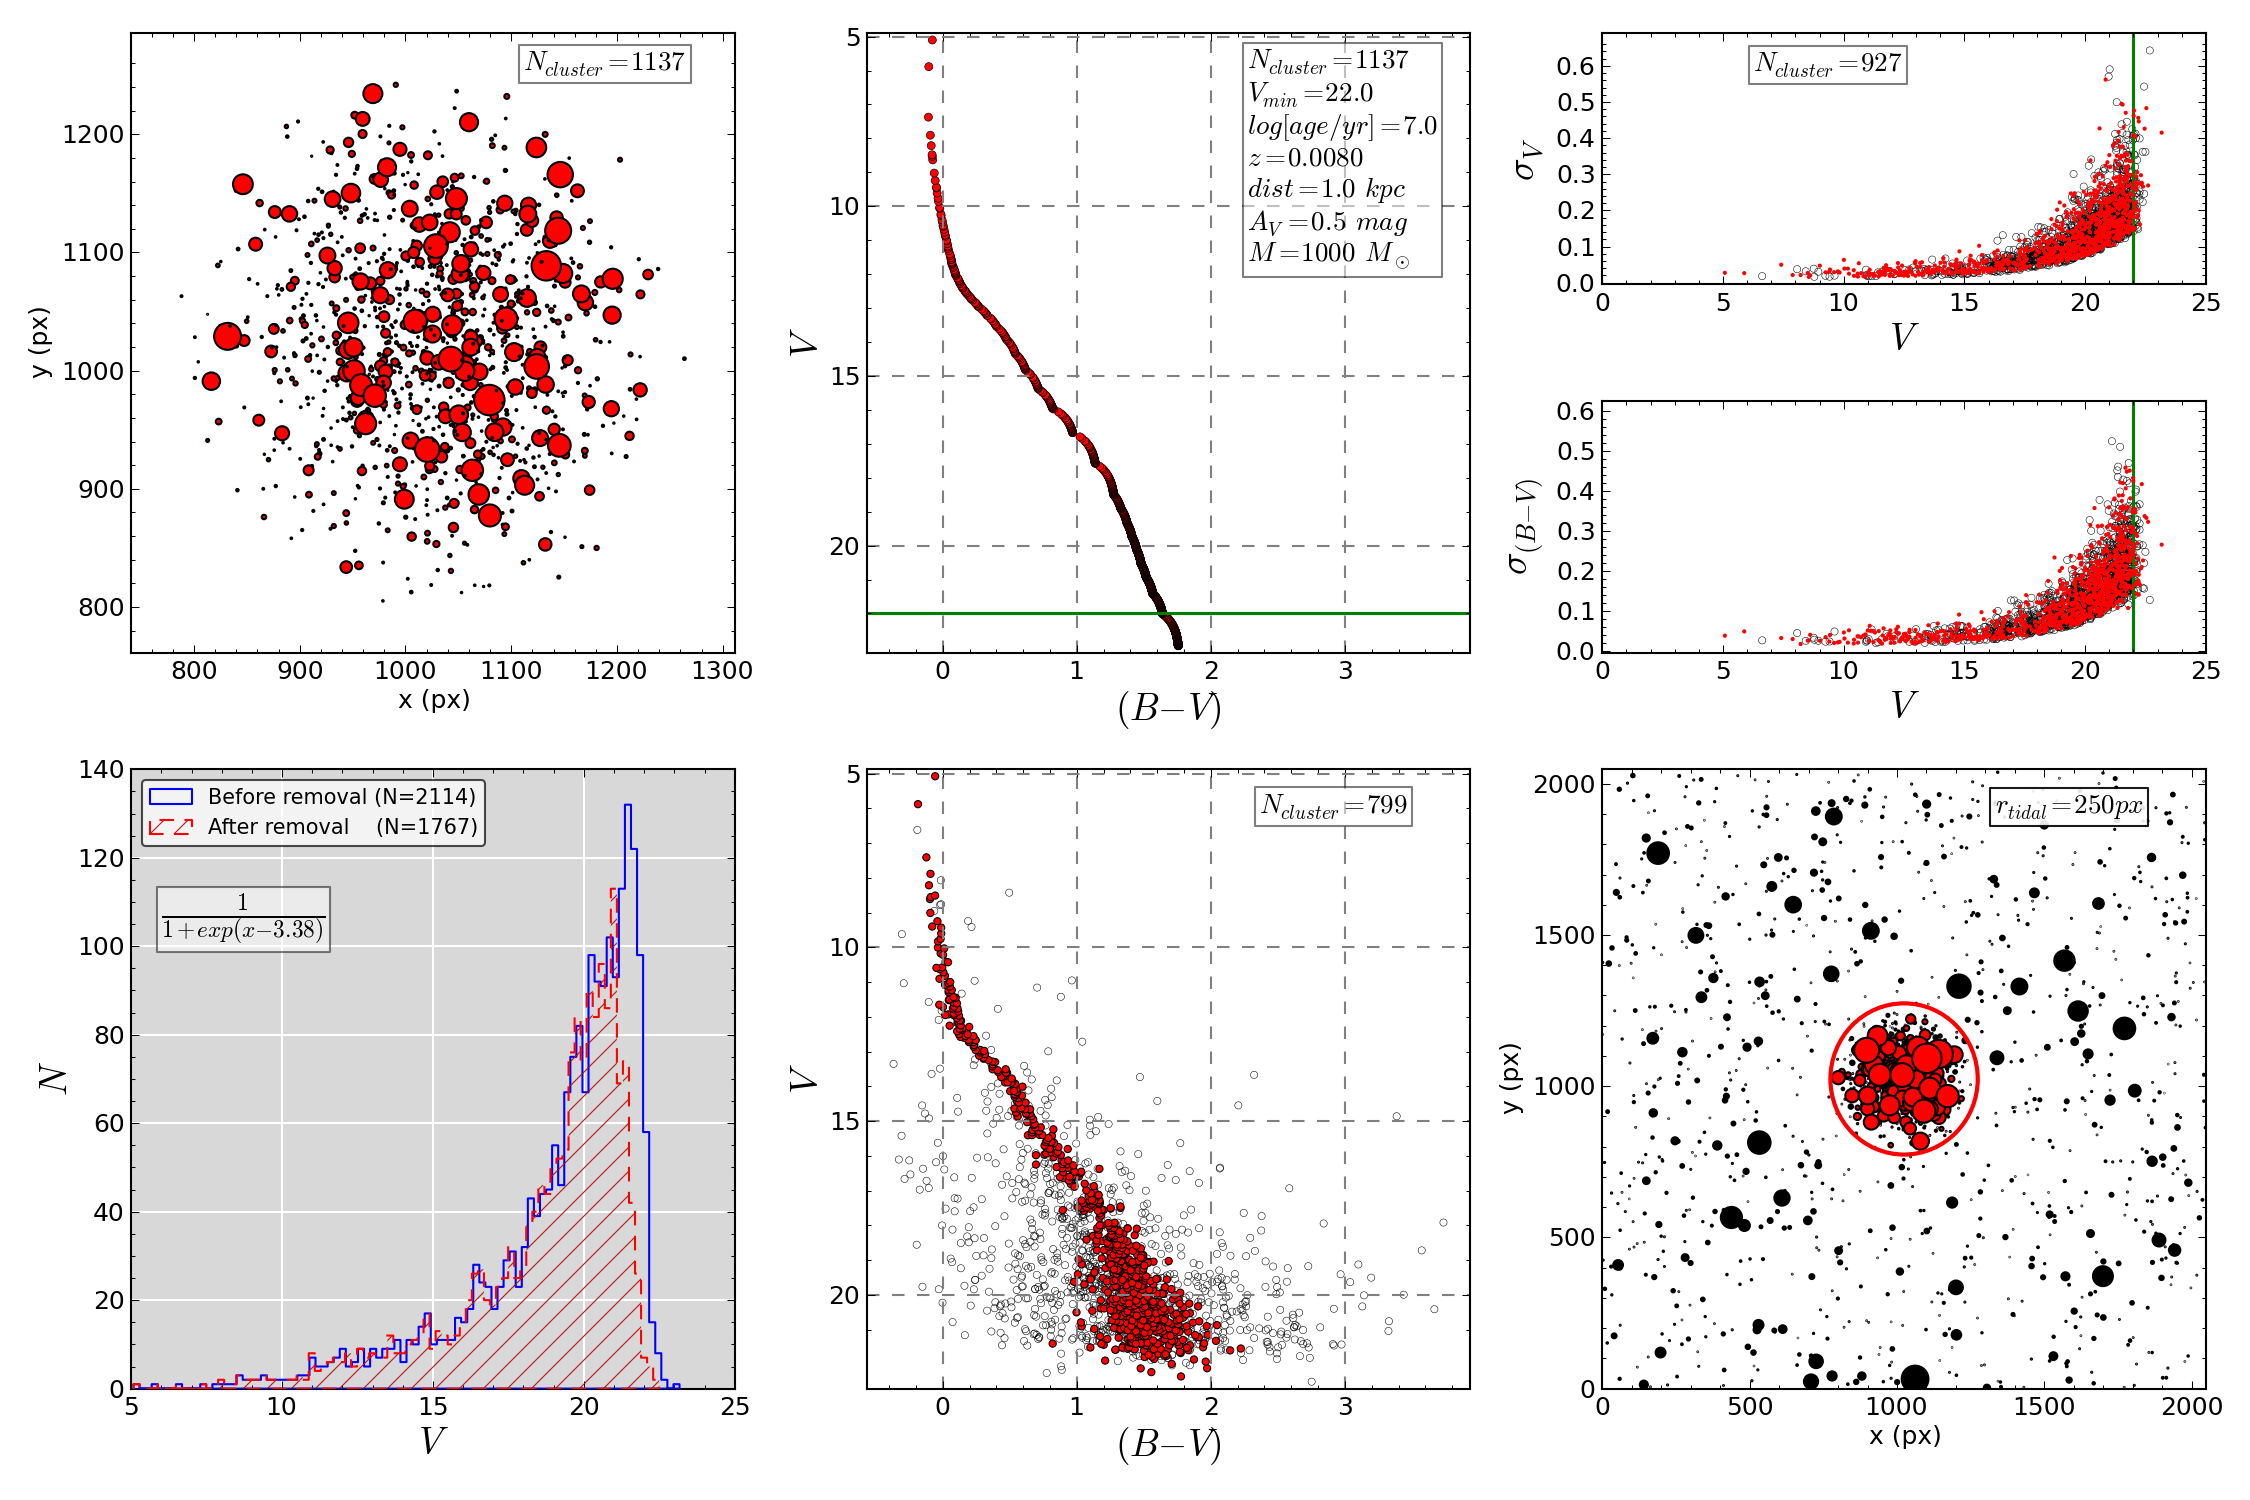 N_cluster=1137
1200
1100
1000
900
800
y (px)
800 900 1000 1100 1200 1300
x (px)
N_cluster=1137
V_min=22.0
log[age/yr]=7.0
z=0.0080
dist=1.0 kpc
A_V=0.5 mag
M=1000 M_⊙
5
10
15
20
V
0 1 2 3
(B−V)
N_cluster=927
0.6
0.5
0.4
0.3
0.2
0.1
0.0
σ_V
0 5 10 15 20 25
V
0.6
0.5
0.4
0.3
0.2
0.1
0.0
σ_(B−V)
0 5 10 15 20 25
V
Before removal (N=2114)
After removal (N=1767)
1
1+exp(x−3.38)
140
120
100
80
60
40
20
0
N
5 10 15 20 25
V
N_cluster=799
5
10
15
20
V
0 1 2 3
(B−V)
r_tidal=250px
2000
1500
1000
500
0
y (px)
0 500 1000 1500 2000
x (px)